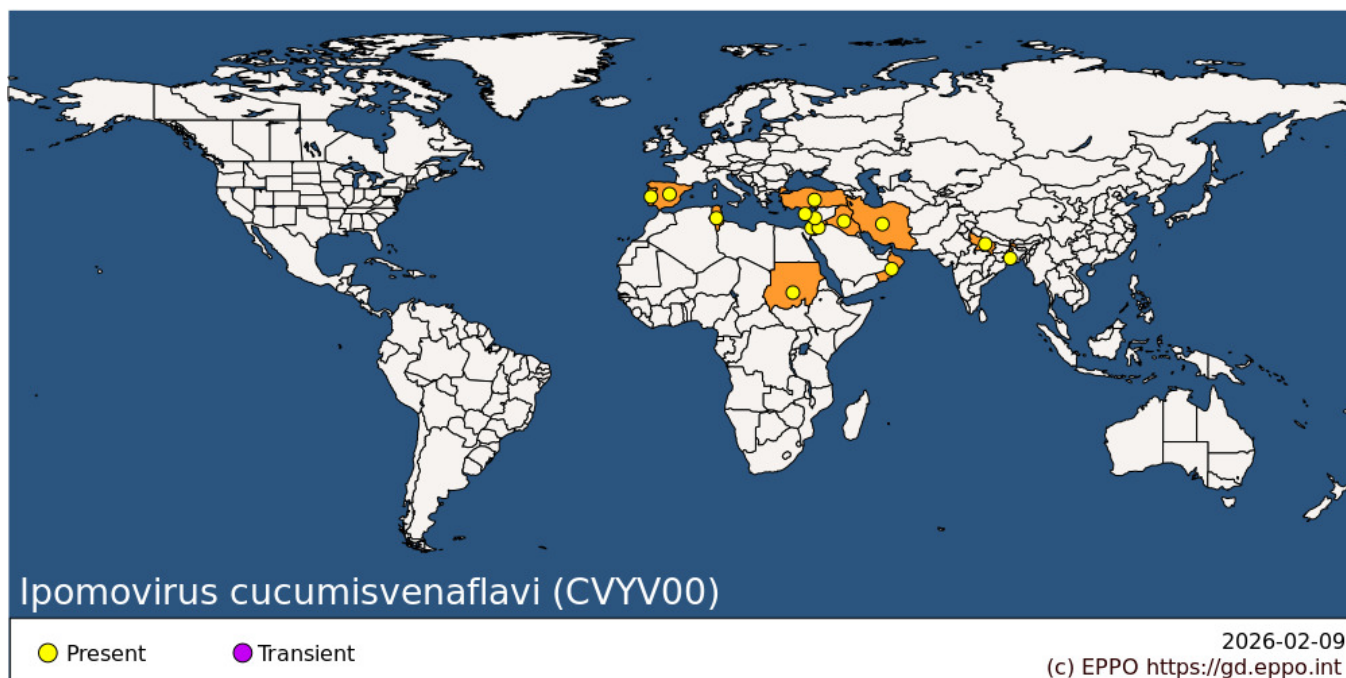 Ipomovirus cucumisvenaflavi (CVYV00)
Present
Transient
2026-02-09
(c) EPPO https://gd.eppo.int